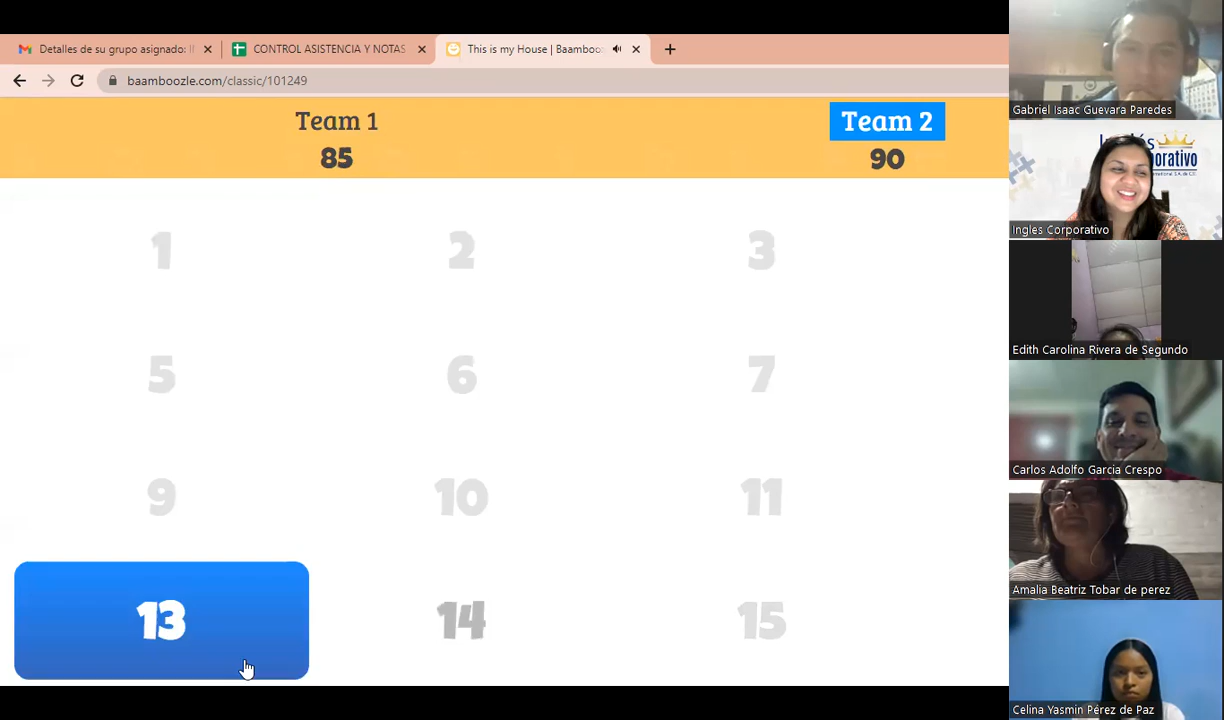 Detalles de su grupo asignado: I
CONTROL ASISTENCIA Y NOTAS
This is my House | Baambooz
baamboozle.com/classic/101249
Team 1
85
Team 2
90
1
2
3
5
6
7
9
10
11
13
14
15
Gabriel Isaac Guevara Paredes
Ingles Corporativo
Edith Carolina Rivera de Segundo
Carlos Adolfo Garcia Crespo
Amalia Beatriz Tobar de perez
Celina Yasmin Pérez de Paz